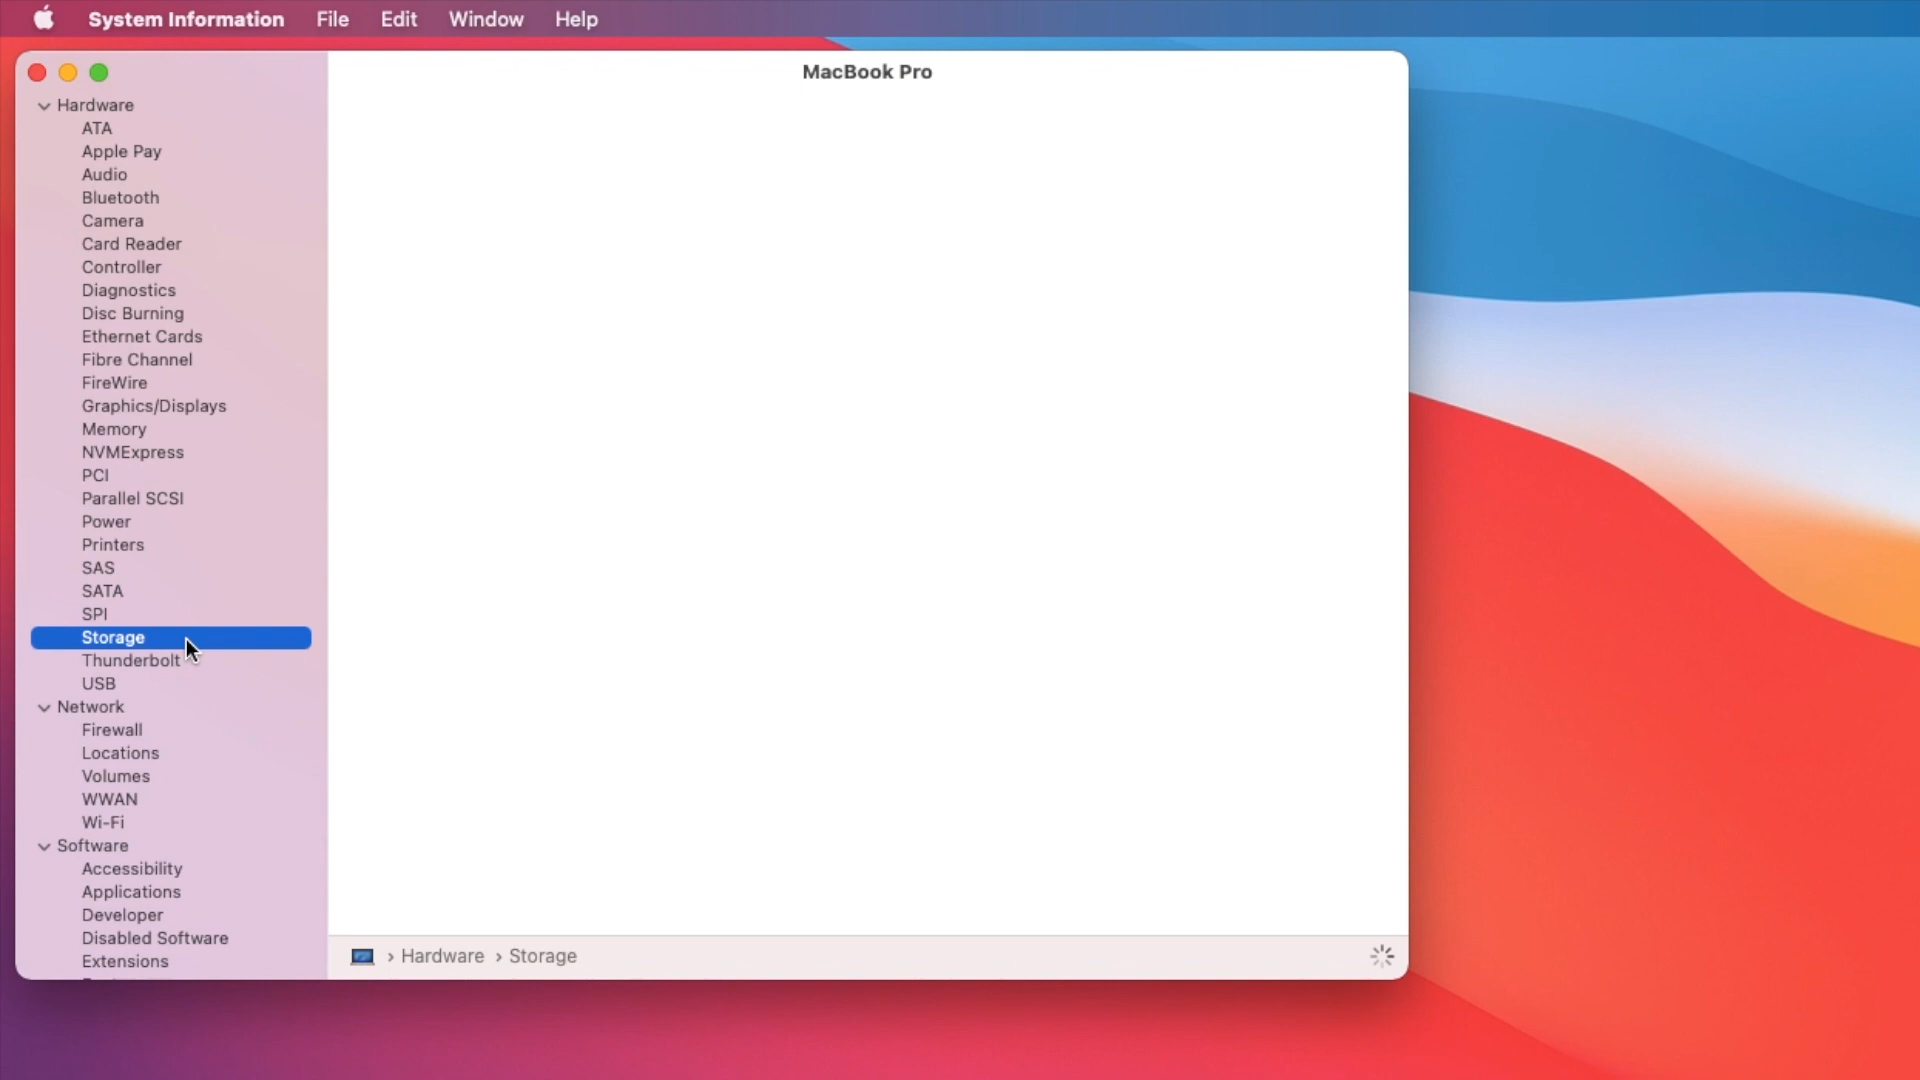 System Information File Edit Window Help
MacBook Pro
Hardware
ATA
Apple Pay
Audio
Bluetooth
Camera
Card Reader
Controller
Diagnostics
Disc Burning
Ethernet Cards
Fibre Channel
FireWire
Graphics/Displays
Memory
NVMExpress
PCI
Parallel SCSI
Power
Printers
SAS
SATA
SPI
Storage
Thunderbolt
USB
Network
Firewall
Locations
Volumes
WWAN
Wi-Fi
Software
Accessibility
Applications
Developer
Disabled Software
Extensions
› Hardware › Storage